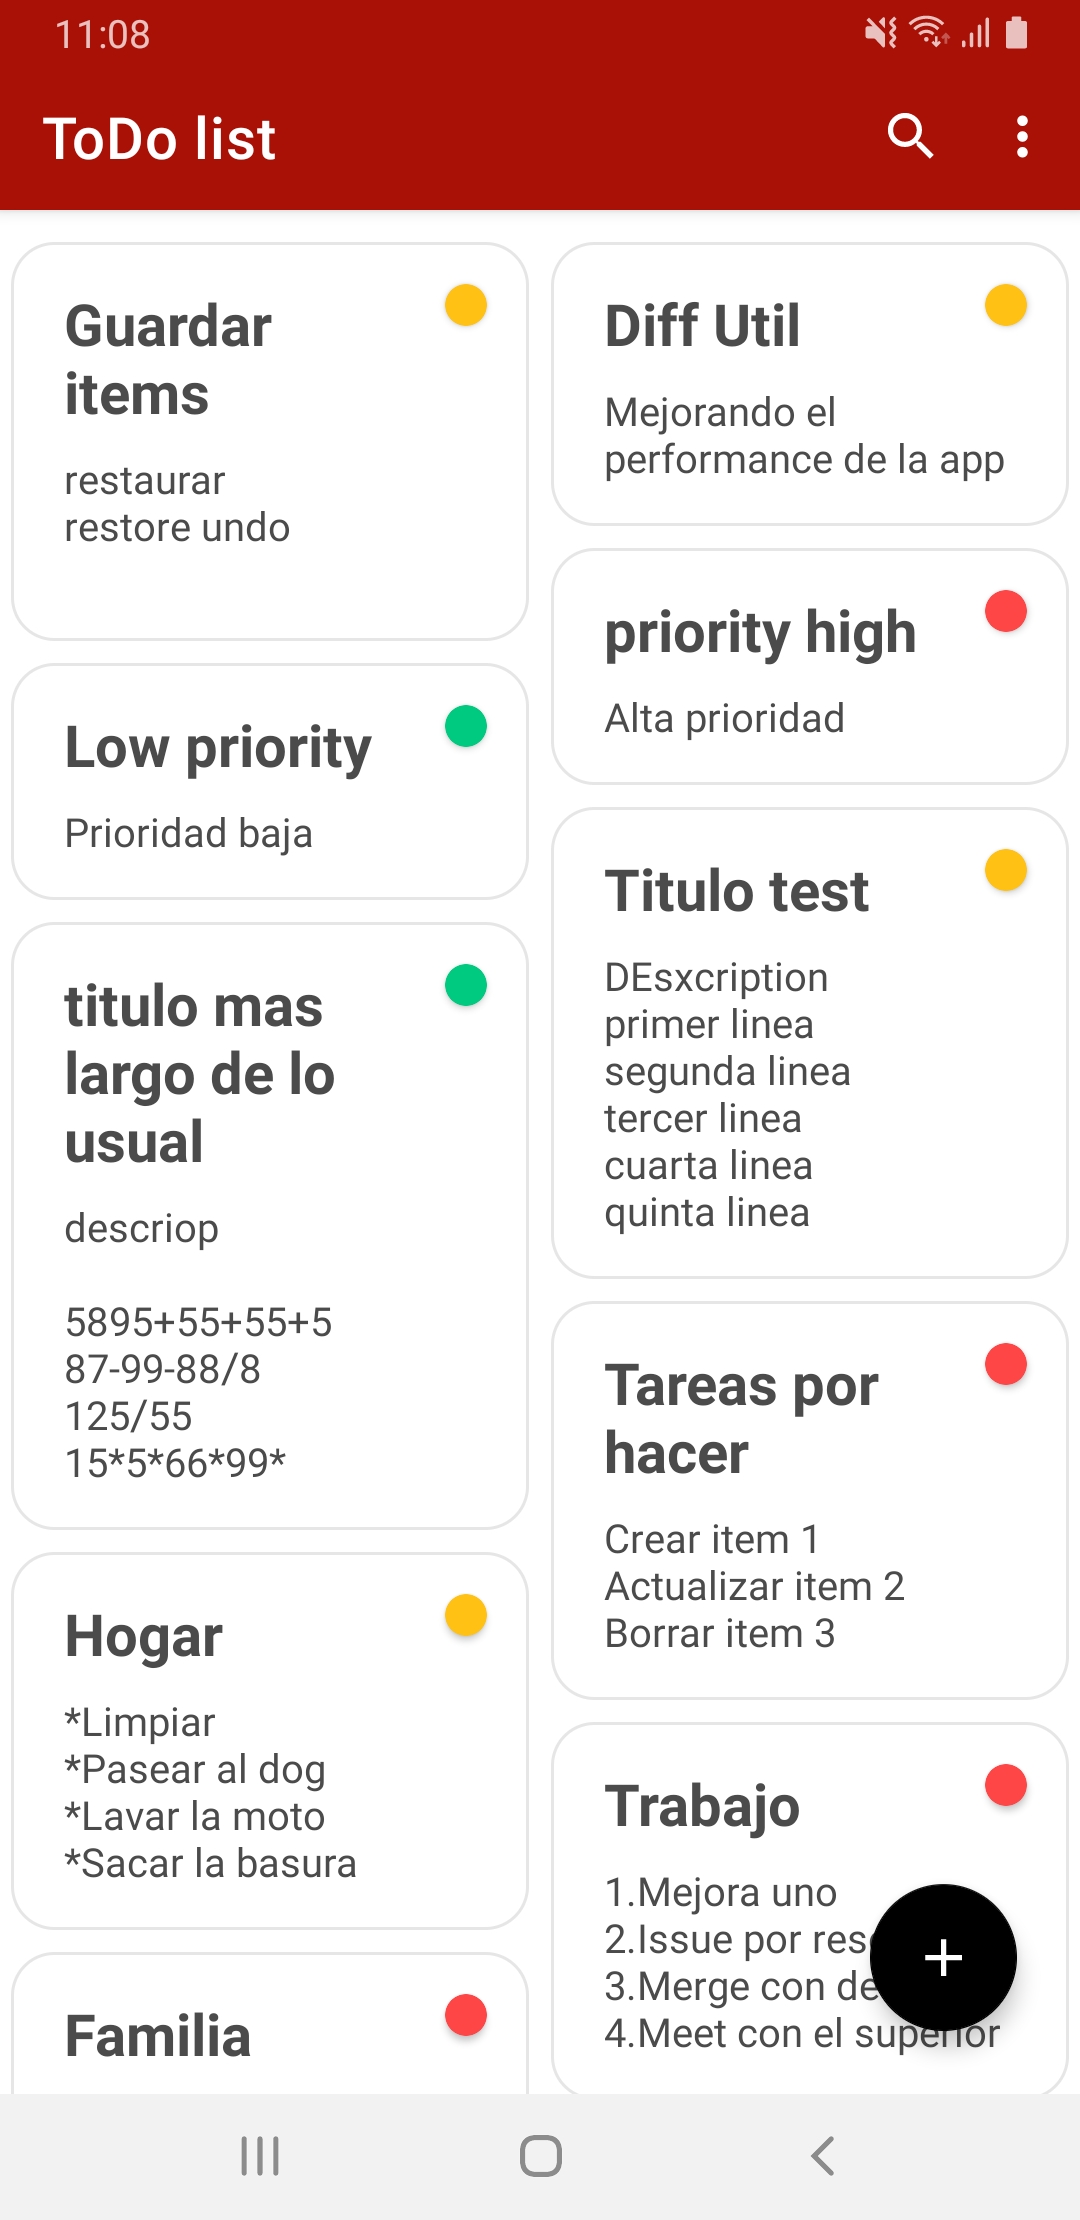 11:08
ToDo list
Guardar
items
restaurar
restore undo
Diff Util
Mejorando el
performance de la app
priority high
Alta prioridad
Low priority
Prioridad baja
Titulo test
DEsxcription
primer linea
segunda linea
tercer linea
cuarta linea
quinta linea
titulo mas
largo de lo
usual
descriop
5895+55+55+5
87-99-88/8
125/55
15*5*66*99*
Tareas por
hacer
Crear item 1
Actualizar item 2
Borrar item 3
Hogar
*Limpiar
*Pasear al dog
*Lavar la moto
*Sacar la basura
Trabajo
1.Mejora uno
2.Issue por
3.Merge con
4.Meet con el superior
Familia